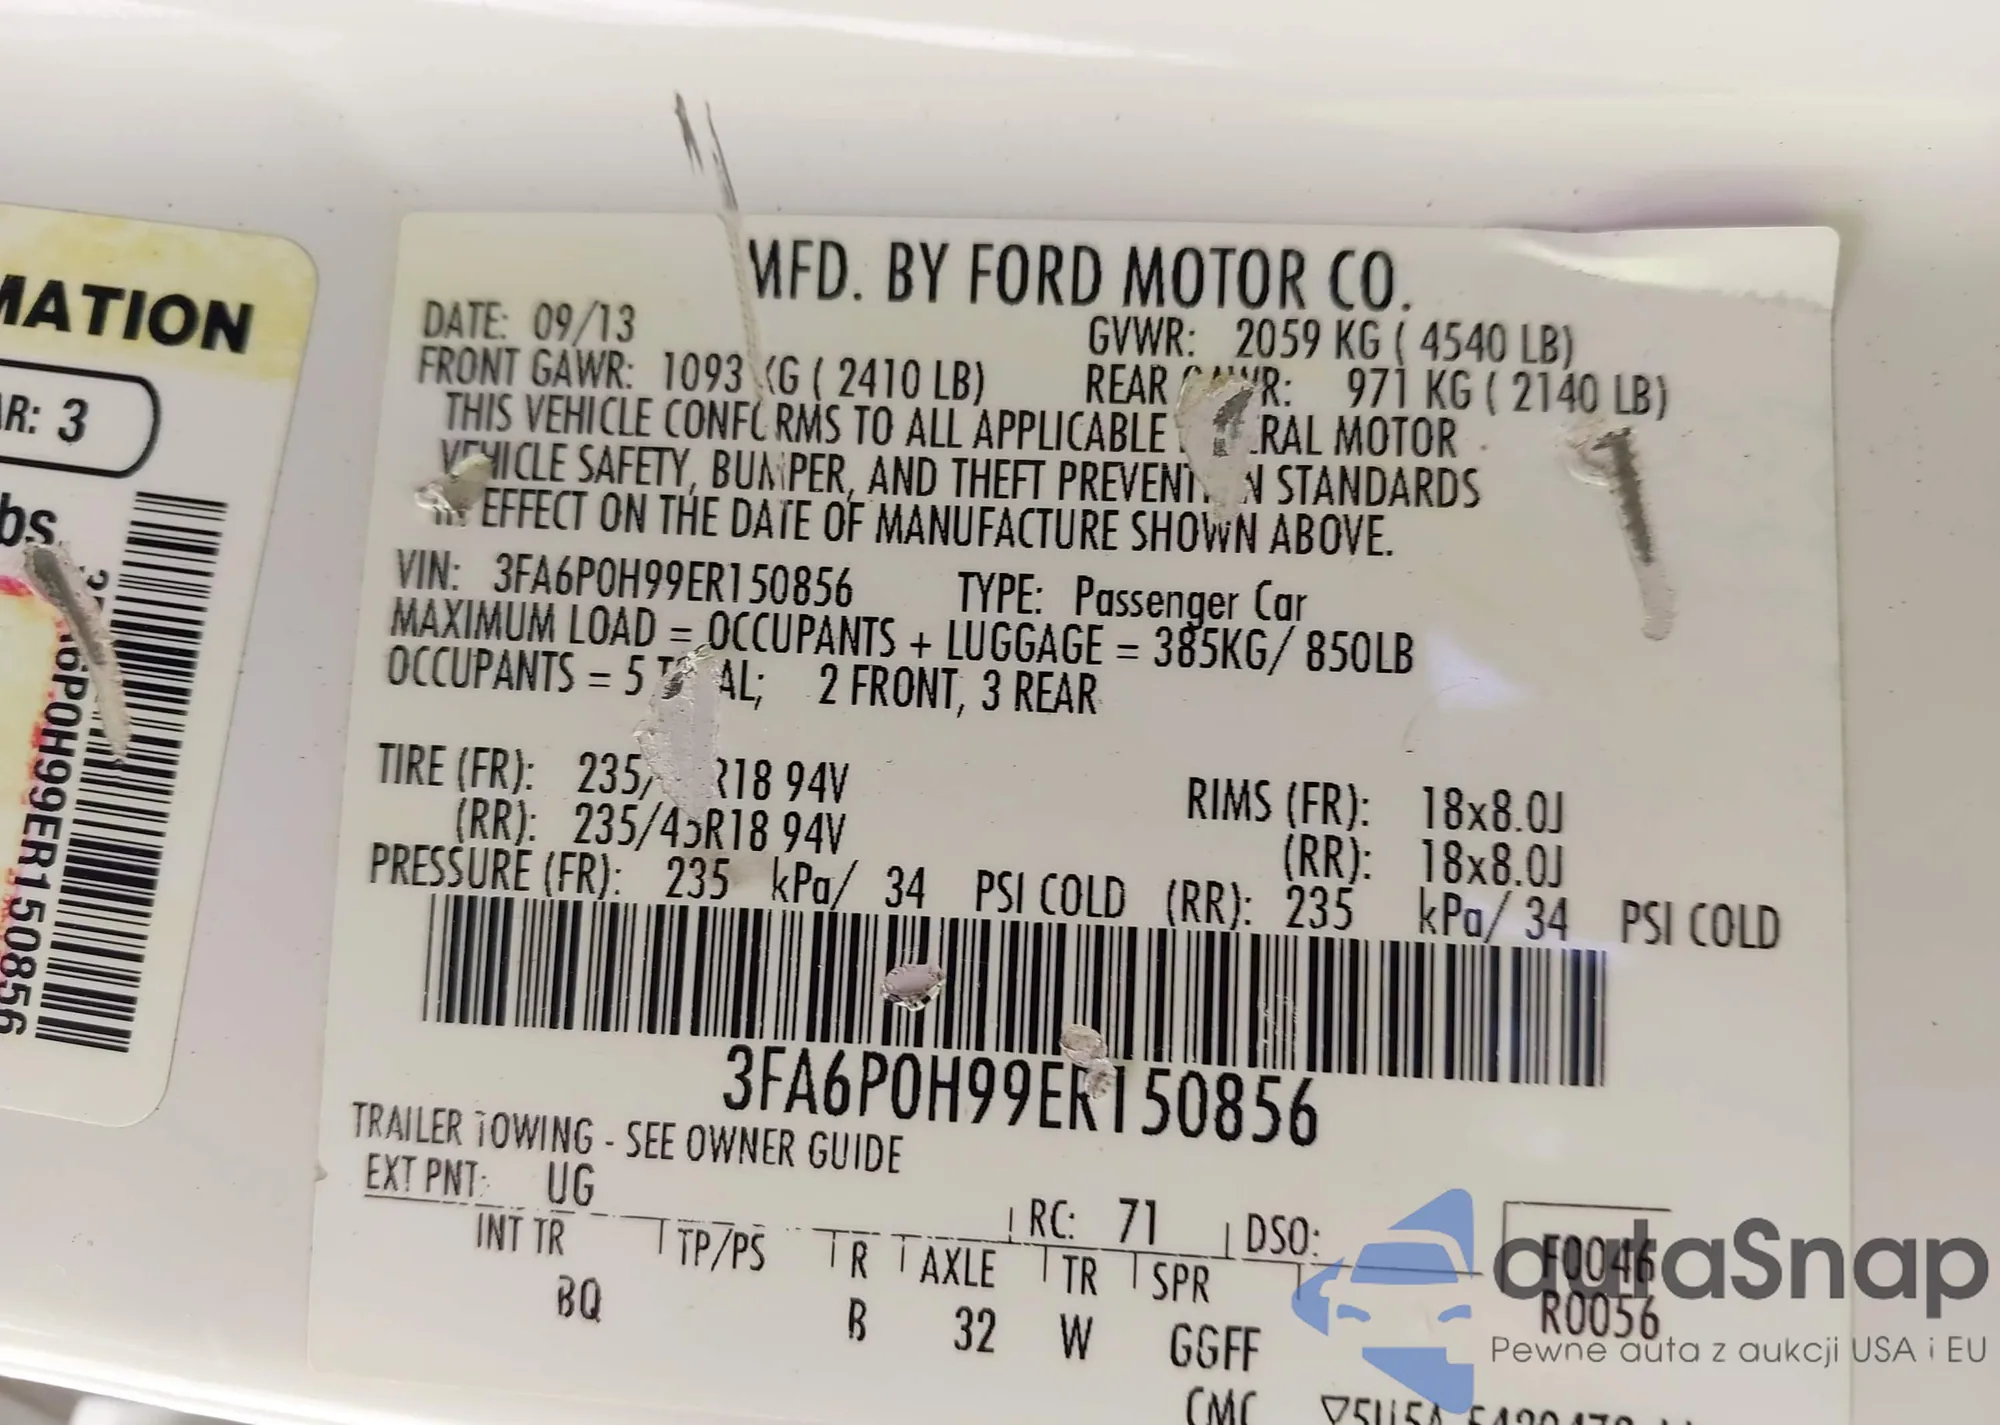 MATION
AR: 3
bs
6P0H99ER150856
MFD. BY FORD MOTOR CO.
DATE: 09/13 GVWR: 2059 KG ( 4540 LB)
FRONT GAWR: 1093 KG ( 2410 LB) REAR GAWR: 971 KG ( 2140 LB)
THIS VEHICLE CONFORMS TO ALL APPLICABLE RAL MOTOR
VEHICLE SAFETY, BUMPER, AND THEFT PREVENTION STANDARDS
IN EFFECT ON THE DATE OF MANUFACTURE SHOWN ABOVE.
VIN: 3FA6P0H99ER150856 TYPE: Passenger Car
MAXIMUM LOAD = OCCUPANTS + LUGGAGE = 385KG/ 850LB
OCCUPANTS = 5 TOTAL; 2 FRONT, 3 REAR
TIRE (FR): 235/ R18 94V RIMS (FR): 18x8.0J
(RR): 235/45R18 94V (RR): 18x8.0J
PRESSURE (FR): 235 kPa/ 34 PSI COLD (RR): 235 kPa/ 34 PSI COLD
3FA6P0H99ER150856
TRAILER TOWING - SEE OWNER GUIDE
EXT PNT: UG RC: 71 DSO:
INT TR TP/PS R AXLE TR SPR F0046
BQ B 32 W GGFF R0056
CMC
autoSnap
Pewne auta z aukcji USA i EU